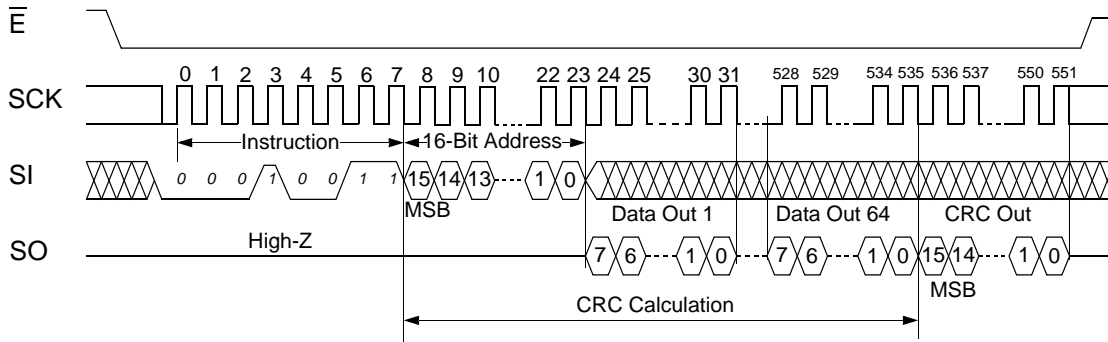 E
0 1 2 3 4 5 6 7 8 9 10 22 23 24 25 30 31 528 529 534 535 536 537 550 551
SCK
Instruction 16-Bit Address
SI 0 0 0 1 0 0 1 1 15 14 13 1 0
MSB Data Out 1 Data Out 64 CRC Out
High-Z
SO 7 6 1 0 7 6 1 0 15 14 1 0
MSB
CRC Calculation